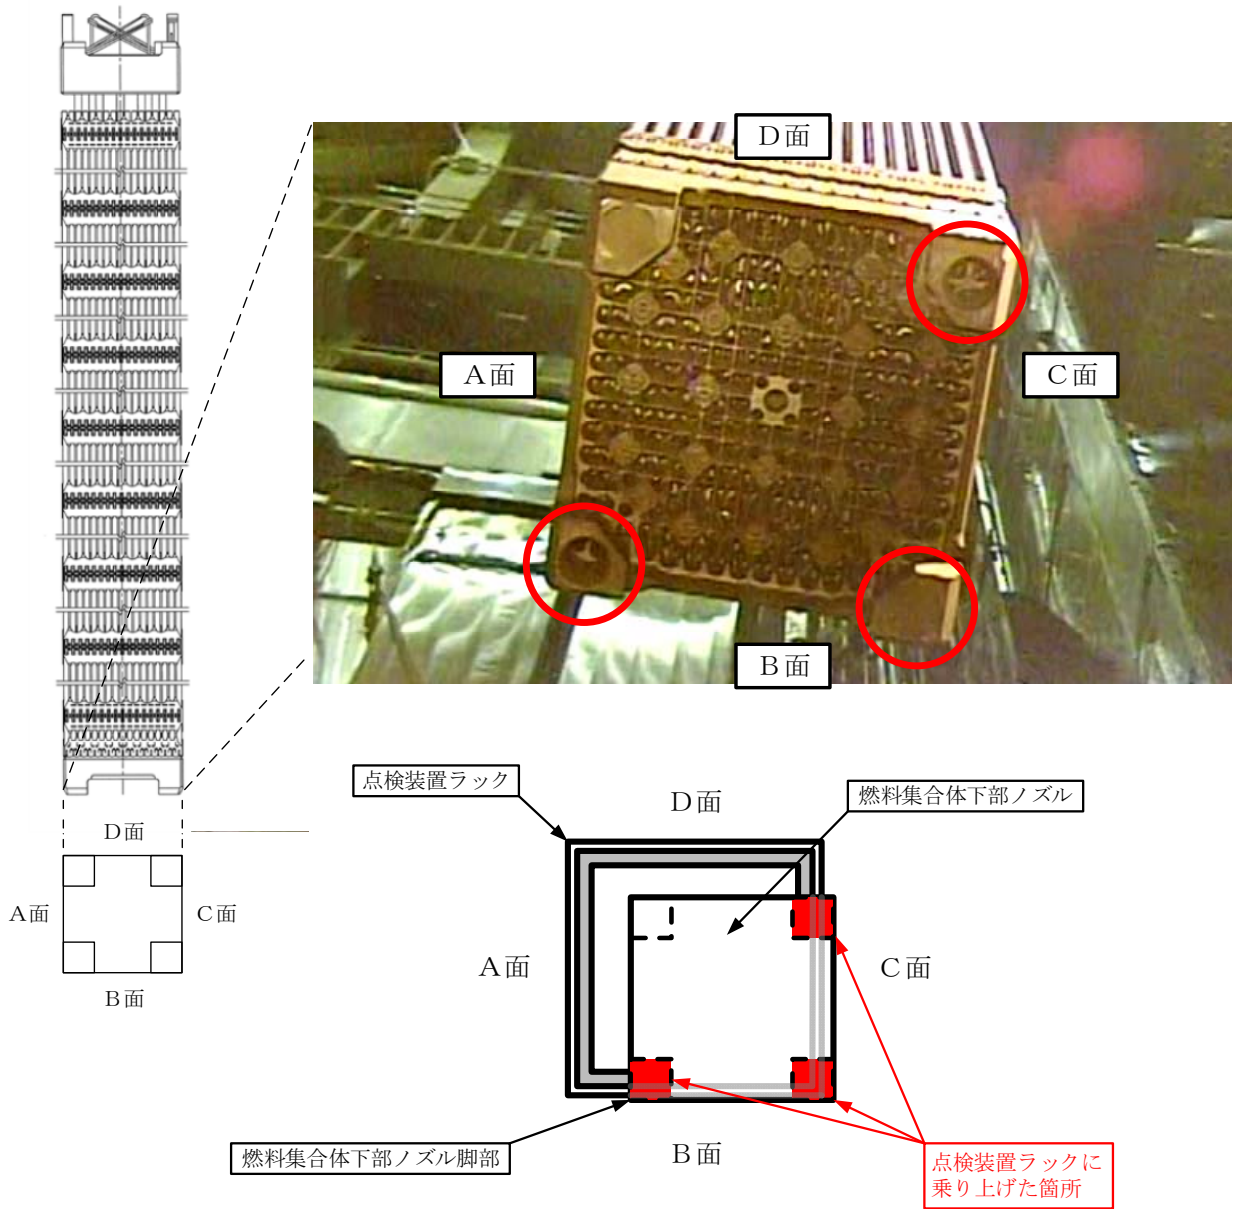 D面
A面
C面
B面
D面
A面
C面
B面
点検装置ラック
D面
燃料集合体下部ノズル
A面
C面
燃料集合体下部ノズル脚部
B面
点検装置ラックに
乗り上げた箇所